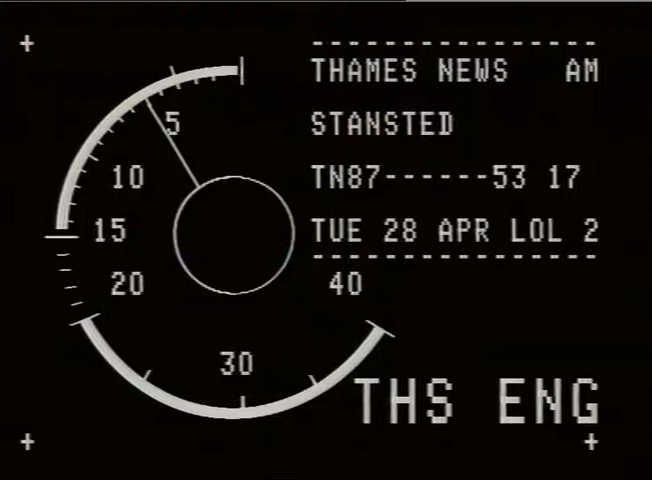 THAMES NEWS AM
STANSTED
TN87------53 17
TUE 28 APR LOL 2
5
10
15
20
30
40
THS ENG